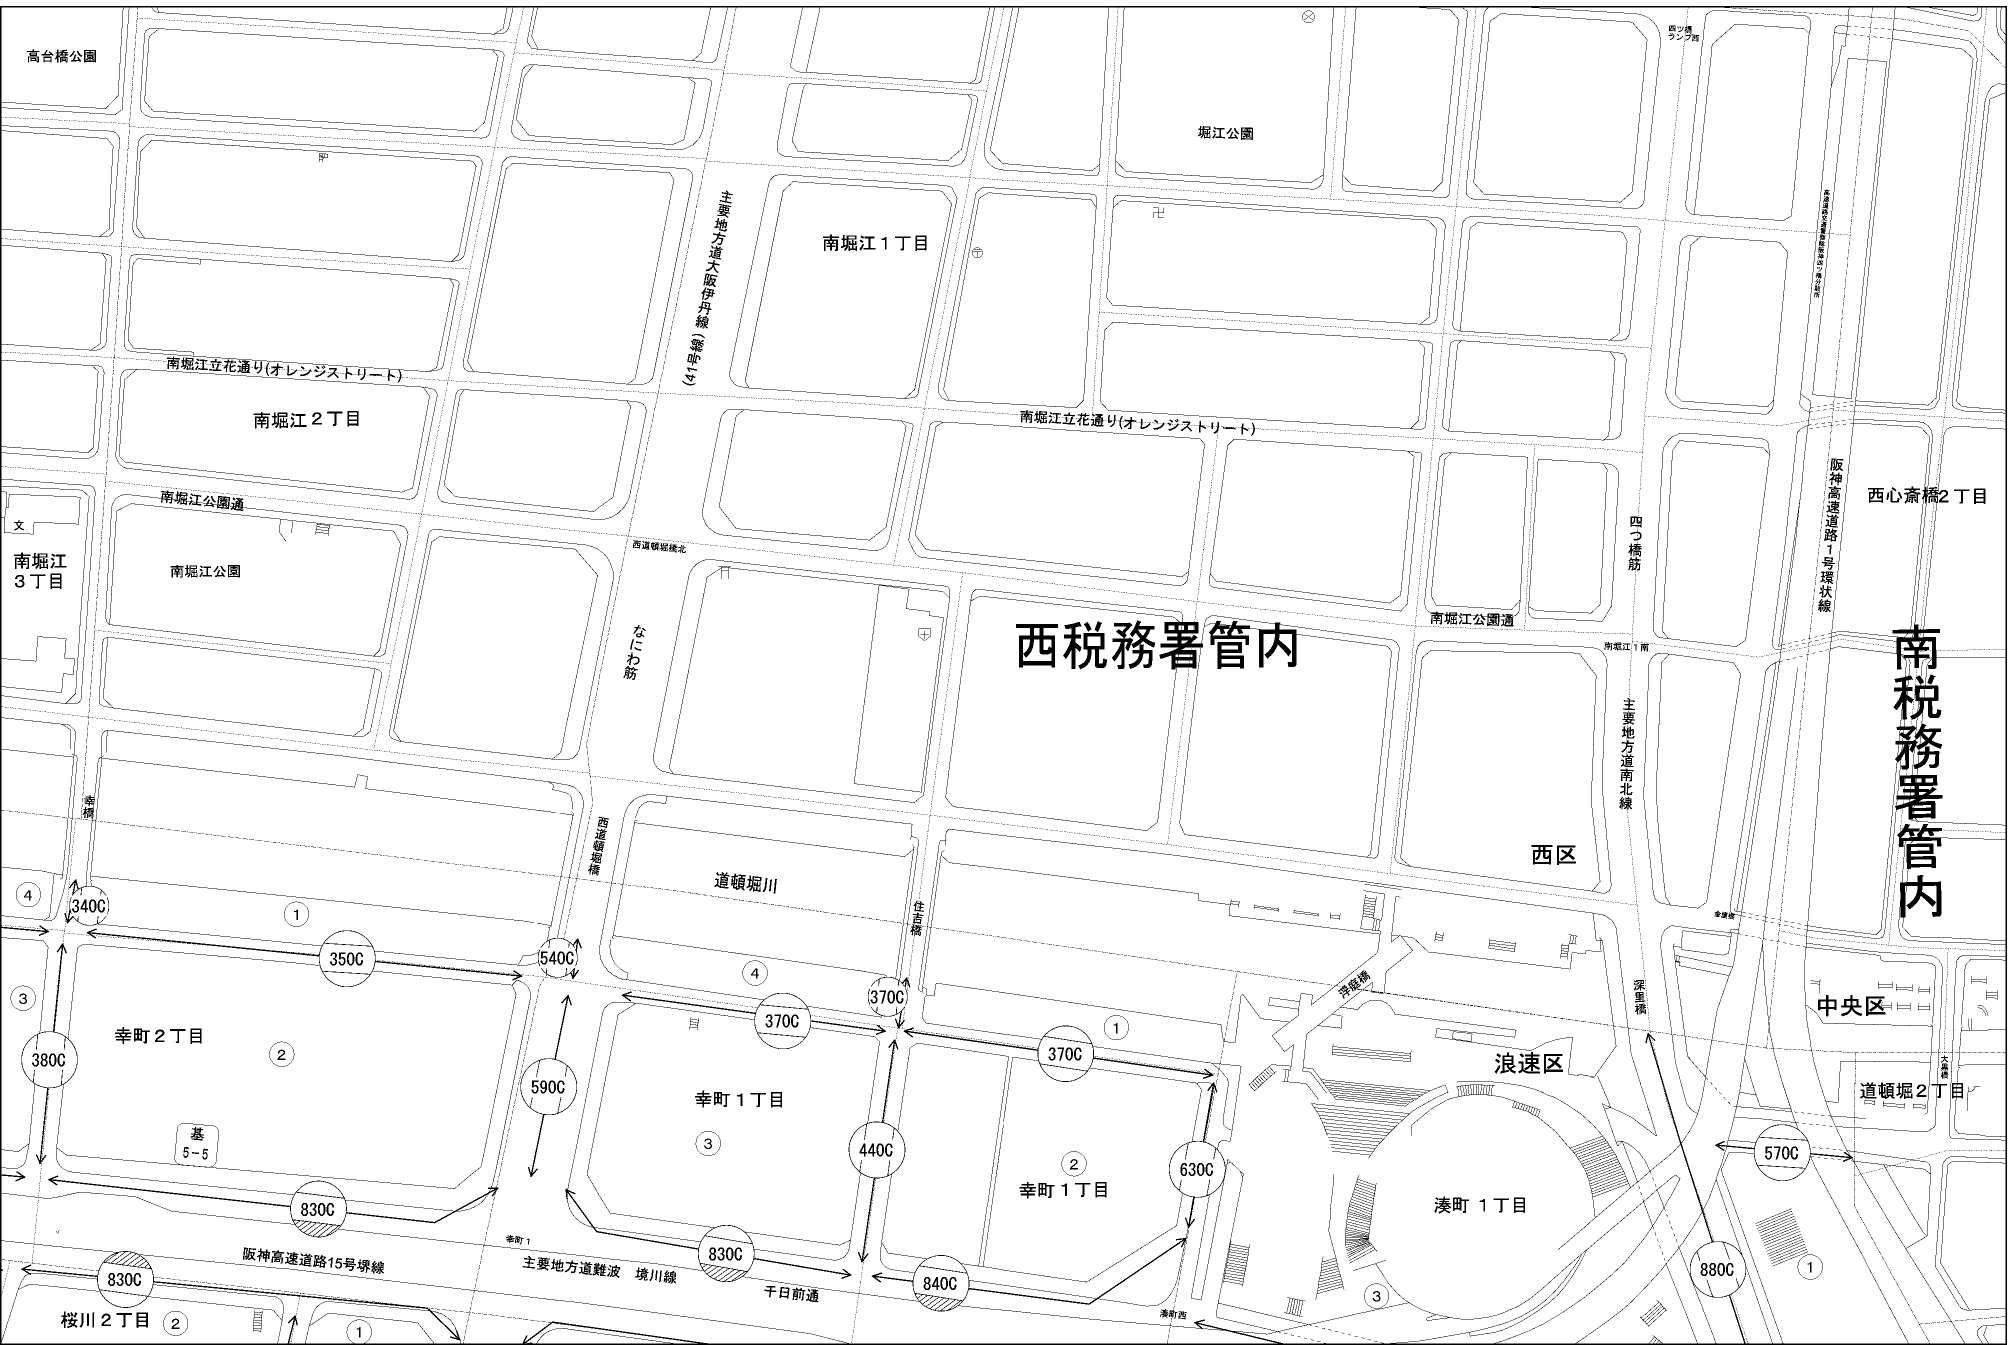 高台橋公園
四ツ橋
ランプ西
堀江公園
主要地方道大阪伊丹線
(41号線)
南堀江1丁目
南堀江立花通り(オレンジストリート)
南堀江2丁目
南堀江立花通り(オレンジストリート)
阪神高速道路1号環状線
西心斎橋2丁目
南堀江公園通
文
南堀江
3丁目
南堀江公園
西道頓堀橋北
四つ橋筋
なにわ筋
西税務署管内
南堀江公園通
南堀江1南
南税務署管内
主要地方道南北線
幸橋
西道頓堀橋
西区
道頓堀川
住吉橋
4
340C
1
350C
540C
4
370C
370C
1
370C
浮庭橋
深里橋
中央区
浪速区
大黒橋
道頓堀2丁目
3
380C
幸町2丁目
2
590C
幸町1丁目
3
440C
2
幸町1丁目
630C
570C
基
5-5
830C
幸町1
830C
840C
湊町1丁目
880C
1
3
阪神高速道路15号堺線
主要地方道難波 境川線
千日前通
湊町西
830C
桜川2丁目
2
1